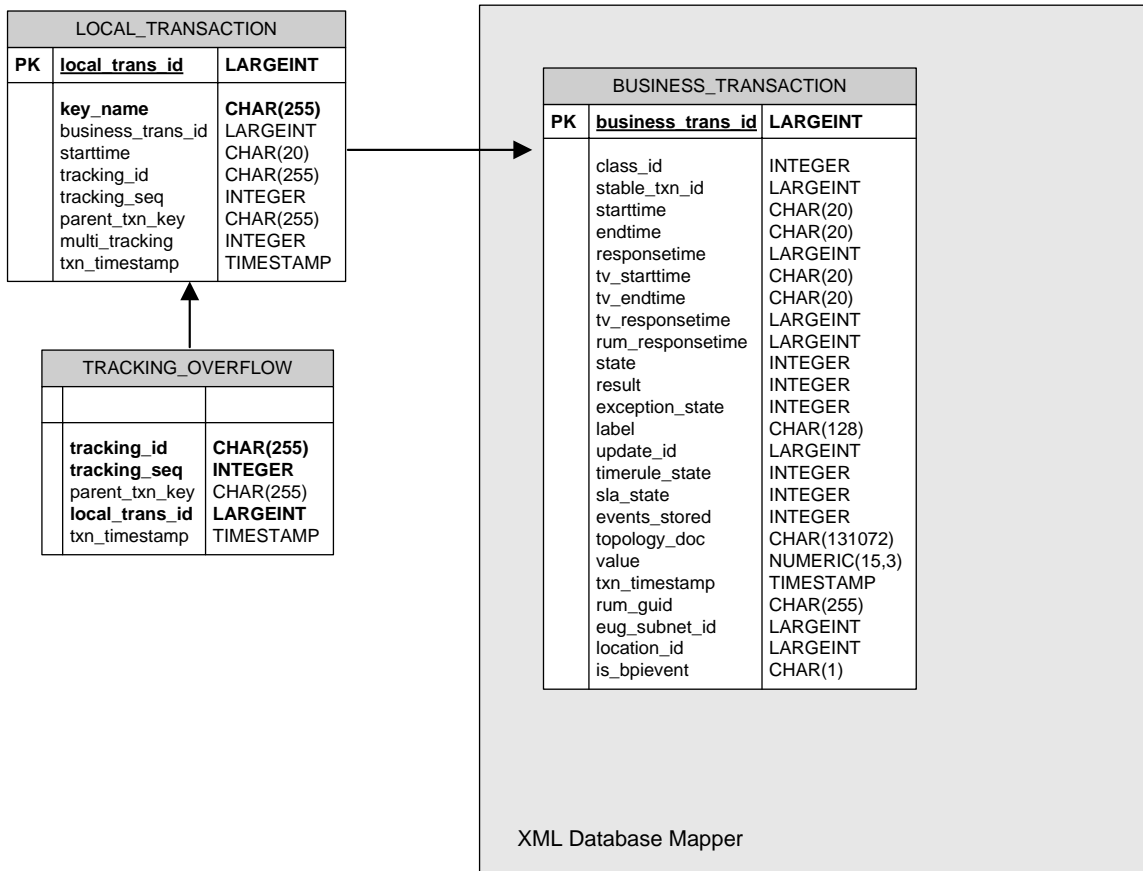 LOCAL_TRANSACTION
PK local_trans_id LARGEINT
key_name CHAR(255)
business_trans_id LARGEINT
starttime CHAR(20)
tracking_id CHAR(255)
tracking_seq INTEGER
parent_txn_key CHAR(255)
multi_tracking INTEGER
txn_timestamp TIMESTAMP
TRACKING_OVERFLOW
tracking_id CHAR(255)
tracking_seq INTEGER
parent_txn_key CHAR(255)
local_trans_id LARGEINT
txn_timestamp TIMESTAMP
BUSINESS_TRANSACTION
PK business_trans_id LARGEINT
class_id INTEGER
stable_txn_id LARGEINT
starttime CHAR(20)
endtime CHAR(20)
responsetime LARGEINT
tv_starttime CHAR(20)
tv_endtime CHAR(20)
tv_responsetime LARGEINT
rum_responsetime LARGEINT
state INTEGER
result INTEGER
exception_state INTEGER
label CHAR(128)
update_id LARGEINT
timerule_state INTEGER
sla_state INTEGER
events_stored INTEGER
topology_doc CHAR(131072)
value NUMERIC(15,3)
txn_timestamp TIMESTAMP
rum_guid CHAR(255)
eug_subnet_id LARGEINT
location_id LARGEINT
is_bpievent CHAR(1)
XML Database Mapper